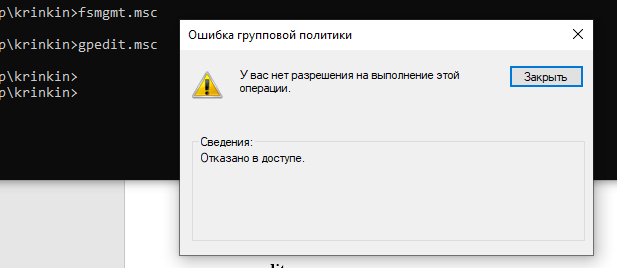 p\krinkin>fsmgmt.msc
p\krinkin>gpedit.msc
p\krinkin>
p\krinkin>
Ошибка групповой политики
У вас нет разрешения на выполнение этой
операции.
Закрыть
Сведения:
Отказано в доступе.